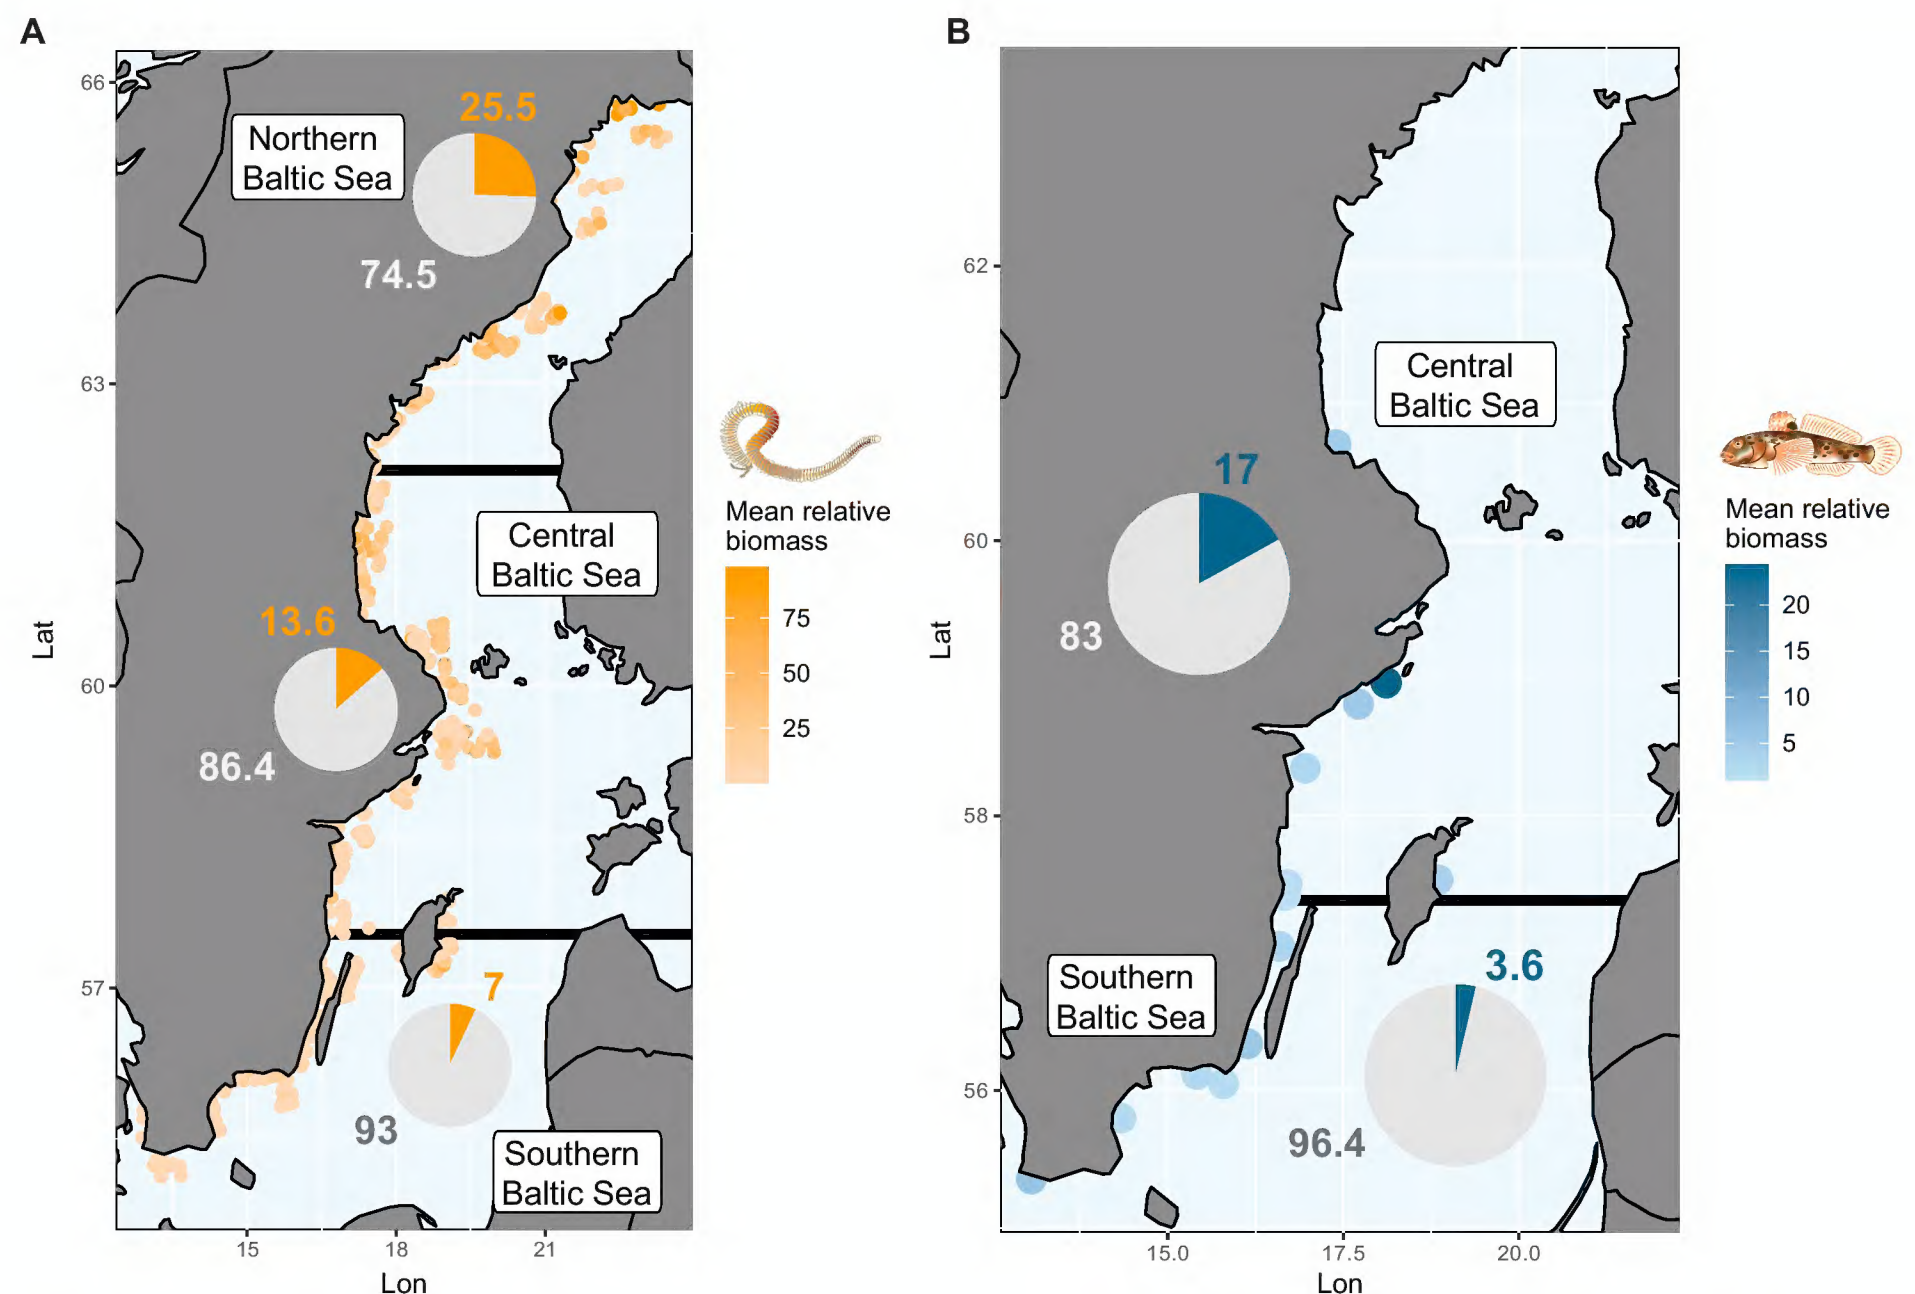 A
66
63
60
57
Lat
Northern
Baltic Sea
25.5
74.5
Central
Baltic Sea
13.6
86.4
7
93
Southern
Baltic Sea
15
18
21
Lon
Mean relative
biomass
75
50
25
B
62
60
58
56
Lat
Central
Baltic Sea
17
83
Southern
Baltic Sea
3.6
96.4
15.0
17.5
20.0
Lon
Mean relative
biomass
20
15
10
5